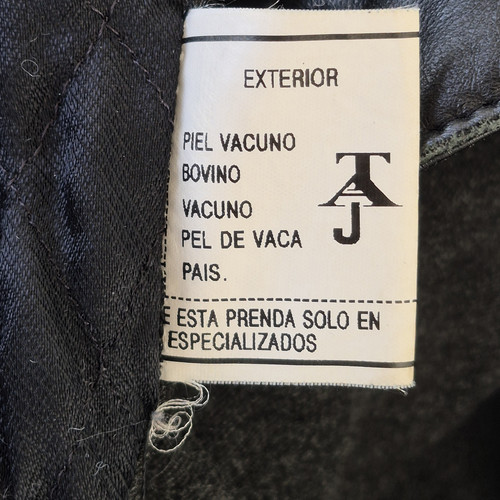 EXTERIOR
PIEL VACUNO
BOVINO
VACUNO
PEL DE VACA
PAIS.
TAJ
E ESTA PRENDA SOLO EN
ESPECIALIZADOS